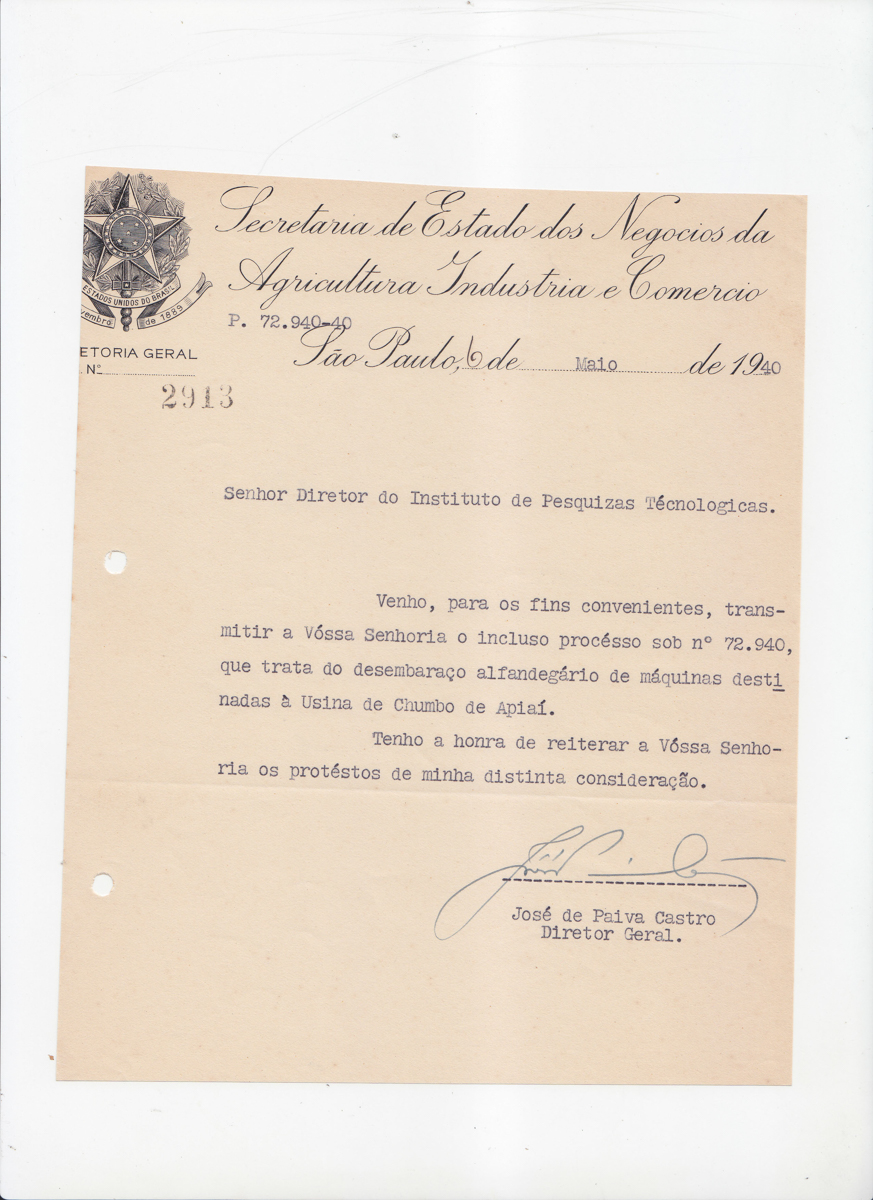 Secretaria de Estado dos Negocios da
Agricultura Industria e Comercio
ESTADOS UNIDOS DO BRASIL
vembro de 1889
P. 72.940-40
São Paulo, 6 de Maio de 1940
ETORIA GERAL
Nº
2913
Senhor Diretor do Instituto de Pesquizas Técnologicas.
Venho, para os fins convenientes, trans-
mitir a Vóssa Senhoria o incluso procésso sob nº 72.940,
que trata do desembaraço alfandegário de máquinas desti
nadas à Usina de Chumbo de Apiaí.
Tenho a honra de reiterar a Vóssa Senho-
ria os protéstos de minha distinta consideração.
José de Paiva Castro
Diretor Geral.